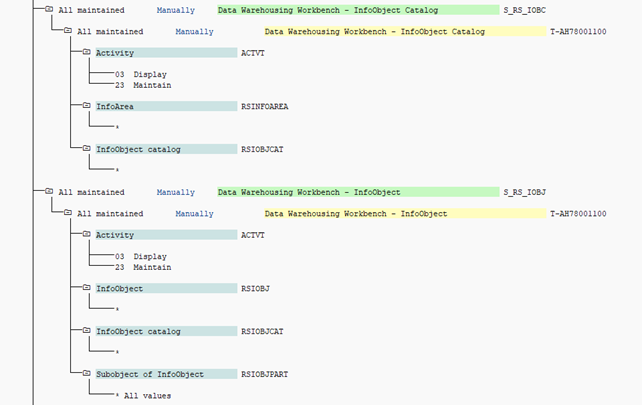 All maintained Manually Data Warehousing Workbench - InfoObject Catalog S_RS_IOBC
All maintained Manually Data Warehousing Workbench - InfoObject Catalog T-AH78001100
Activity ACTVT
03 Display
23 Maintain
InfoArea RSINFOAREA
*
InfoObject catalog RSIOBJCAT
*
All maintained Manually Data Warehousing Workbench - InfoObject S_RS_IOBJ
All maintained Manually Data Warehousing Workbench - InfoObject T-AH78001100
Activity ACTVT
03 Display
23 Maintain
InfoObject RSIOBJ
*
InfoObject catalog RSIOBJCAT
*
Subobject of InfoObject RSIOBJPART
* All values